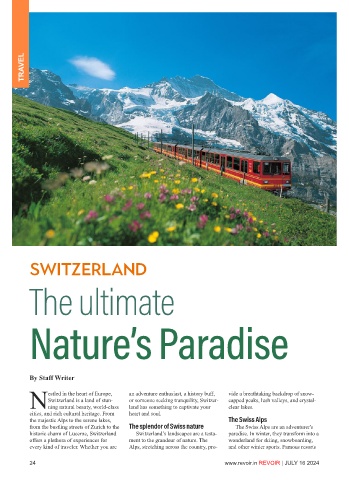 TRAVEL
SWITZERLAND
The ultimate
Nature's Paradise
By Staff Writer
Nestled in the heart of Europe,
Switzerland is a land of stun-
ning natural beauty, world-class
cities, and rich cultural heritage. From
the majestic Alps to the serene lakes,
from the bustling streets of Zurich to the
historic charm of Lucerne, Switzerland
offers a plethora of experiences for
every kind of traveler. Whether you are
an adventure enthusiast, a history buff,
or someone seeking tranquility, Switzer-
land has something to captivate your
heart and soul.
The splendor of Swiss nature
Switzerland's landscapes are a testa-
ment to the grandeur of nature. The
Alps, stretching across the country, pro-
vide a breathtaking backdrop of snow-
capped peaks, lush valleys, and crystal-
clear lakes.
The Swiss Alps
The Swiss Alps are an adventurer's
paradise. In winter, they transform into a
wonderland for skiing, snowboarding,
and other winter sports. Famous resorts
24
www.revoir.in REVOIR | JULY 16 2024